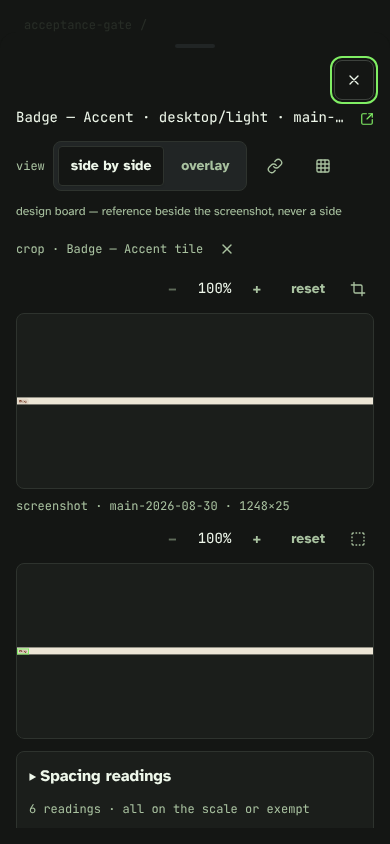 acceptance-gate /
Badge — Accent · desktop/light · main-…
view side by side overlay
design board — reference beside the screenshot, never a side
crop · Badge — Accent tile
− 100% + reset
screenshot · main-2026-08-30 · 1248×25
− 100% + reset
▸ Spacing readings
6 readings · all on the scale or exempt